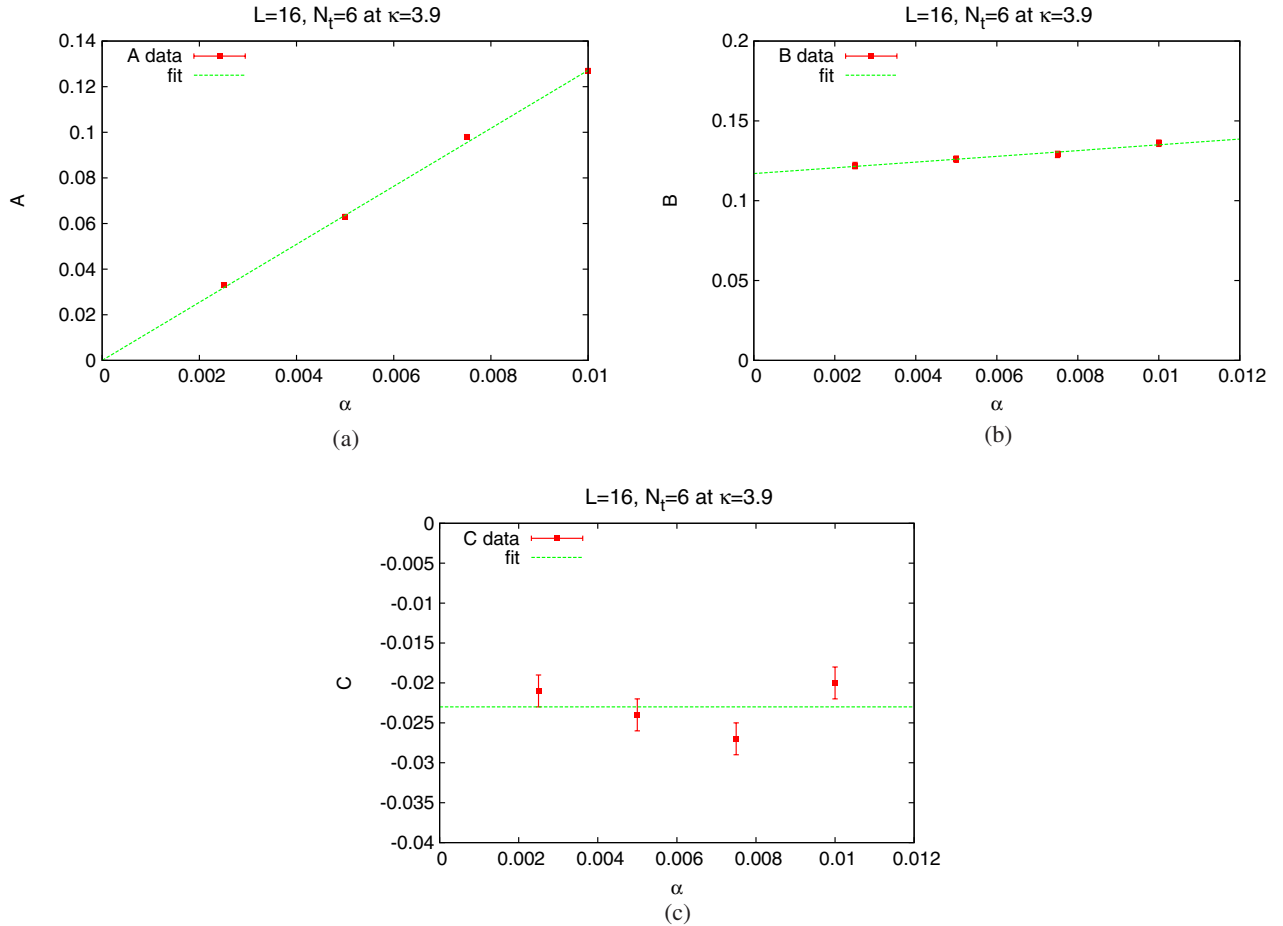 L=16, N_t=6 at κ=3.9
A data
fit
0.14
0.12
0.1
0.08
0.06
0.04
0.02
0
A
0 0.002 0.004 0.006 0.008 0.01
α
(a)
L=16, N_t=6 at κ=3.9
B data
fit
0.2
0.15
0.1
0.05
0
B
0 0.002 0.004 0.006 0.008 0.01 0.012
α
(b)
L=16, N_t=6 at κ=3.9
C data
fit
0
-0.005
-0.01
-0.015
-0.02
-0.025
-0.03
-0.035
-0.04
C
0 0.002 0.004 0.006 0.008 0.01 0.012
α
(c)